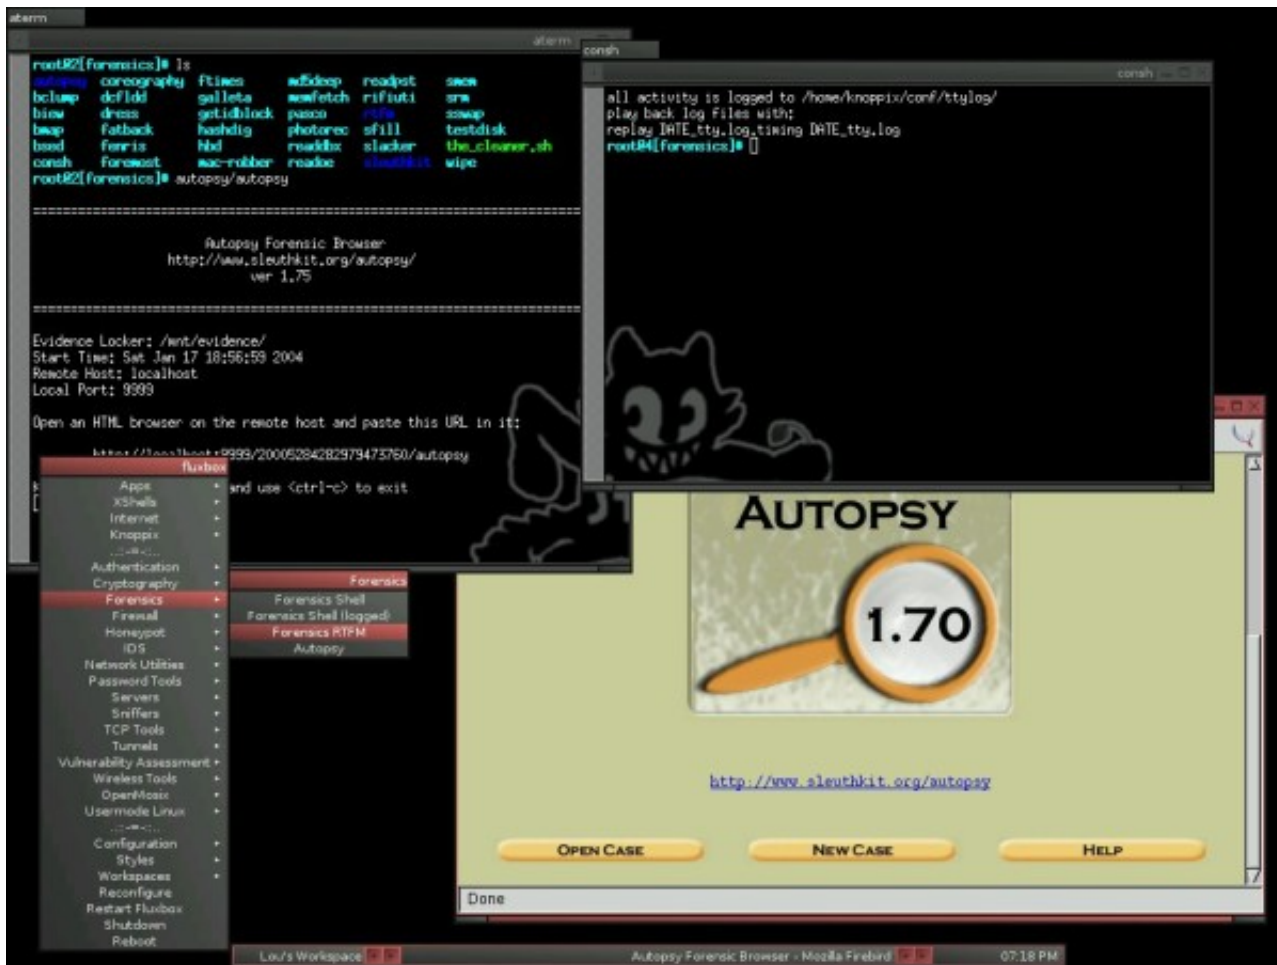 aterm
aterm
root@2[forensics]# ls
autopsy coreography ftimes md5deep readpst smem
bclump dcfldd galleta memfetch rifiuti srm
biew dress getidblock pasco rtfm sswap
bmap fatback hashdig photorec sfill testdisk
bsed fenris hbd readdbx slacker the_cleaner.sh
consh foremost mac-robber readoe sleuthkit wipe
root@2[forensics]# autopsy/autopsy
Autopsy Forensic Browser
http://www.sleuthkit.org/autopsy/
ver 1.75
Evidence Locker: /mnt/evidence/
Start Time: Sat Jan 17 18:56:59 2004
Remote Host: localhost
Local Port: 9999
Open an HTML browser on the remote host and paste this URL in it:
http://localhost:9999/20005284282979473760/autopsy
and use <ctrl-c> to exit
consh
consh
all activity is logged to /home/knoppix/conf/ttylog/
play back log files with:
replay DATE_tty.log.timing DATE_tty.log
root@4[forensics]#
fluxbox
Apps
XShells
Internet
Knoppix
..:-=-:..
Authentication
Cryptography
Forensics
Firewall
Honeypot
IDS
Network Utilities
Password Tools
Servers
Sniffers
TCP Tools
Tunnels
Vulnerability Assessment
Wireless Tools
OpenMosix
Usermode Linux
..:-=-:..
Configuration
Styles
Workspaces
Reconfigure
Restart Fluxbox
Shutdown
Reboot
Forensics
Forensics Shell
Forensics Shell (logged)
Forensics RTFM
Autopsy
AUTOPSY
1.70
http://www.sleuthkit.org/autopsy
OPEN CASE NEW CASE HELP
Done
Lou's Workspace Autopsy Forensic Browser - Mozilla Firebird 07:18 PM